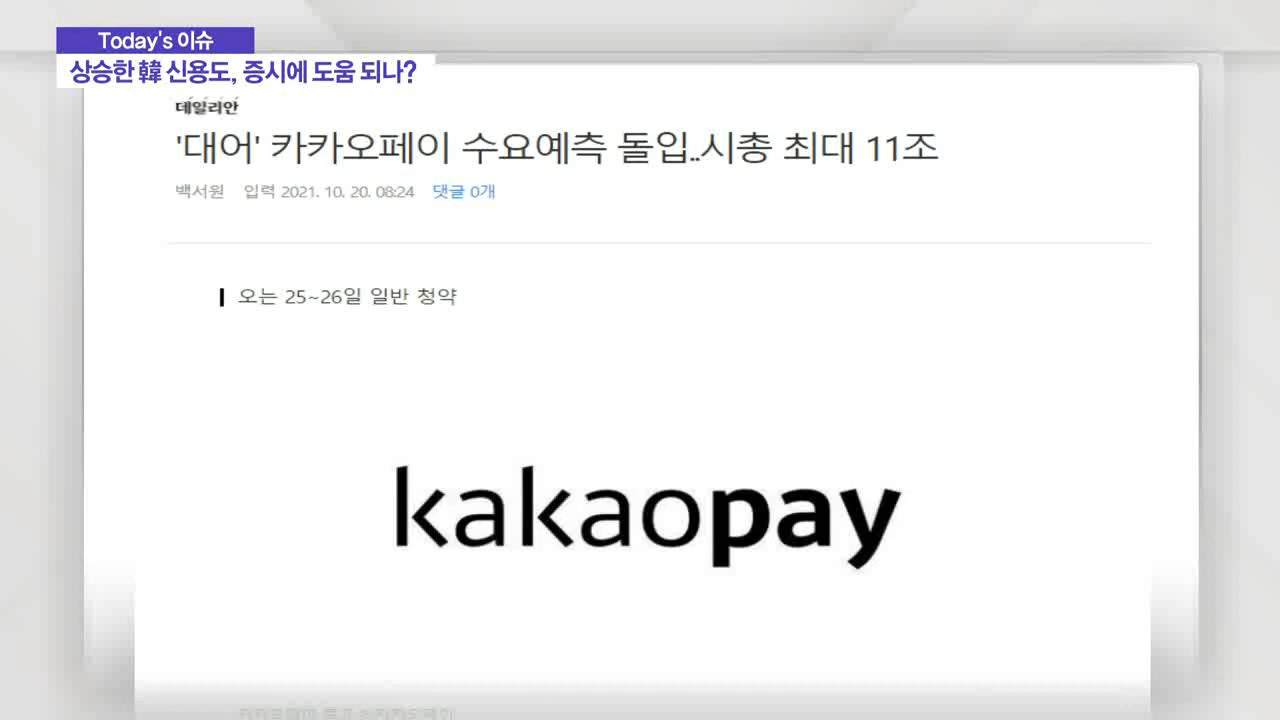 Today's 이슈
상승한 韓 신용도, 증시에 도움 되나?
데일리안
'대어' 카카오페이 수요예측 돌입..시총 최대 11조
백서원 입력 2021. 10. 20. 08:24 댓글 0개
오는 25~26일 일반 청약
kakaopay